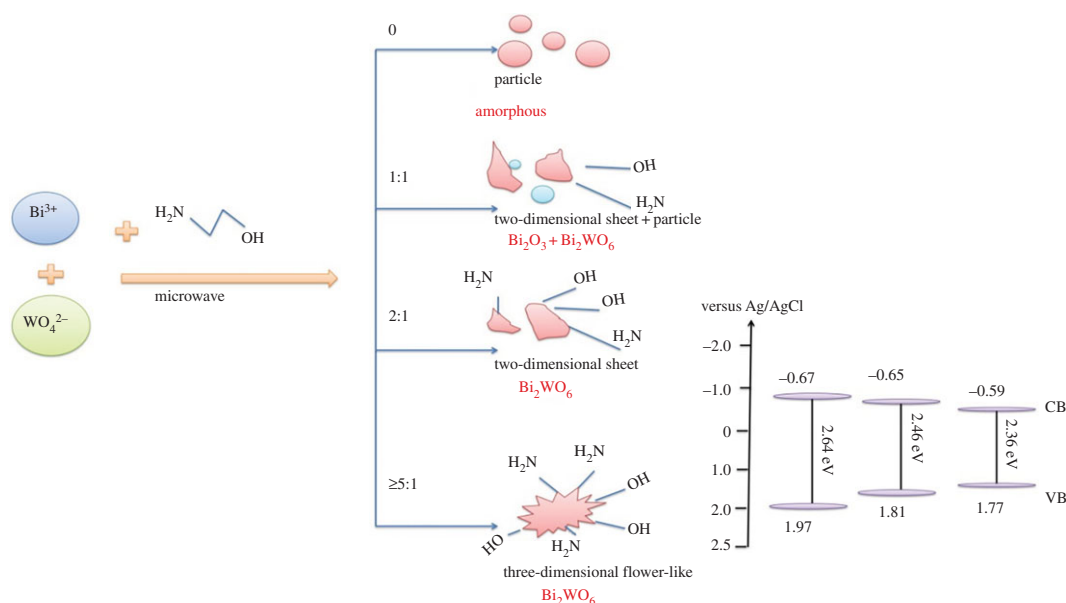 Bi³⁺
WO₄²⁻
H₂N
OH
microwave
0
particle
amorphous
1:1
OH
H₂N
two-dimensional sheet + particle
Bi₂O₃ + Bi₂WO₆
2:1
H₂N
OH
OH
H₂N
two-dimensional sheet
Bi₂WO₆
≥5:1
H₂N
H₂N
OH
OH
HO
H₂N
three-dimensional flower-like
Bi₂WO₆
versus Ag/AgCl
–2.0
–1.0
0
1.0
2.0
2.5
–0.67
–0.65
–0.59
CB
2.64 eV
2.46 eV
2.36 eV
VB
1.97
1.81
1.77